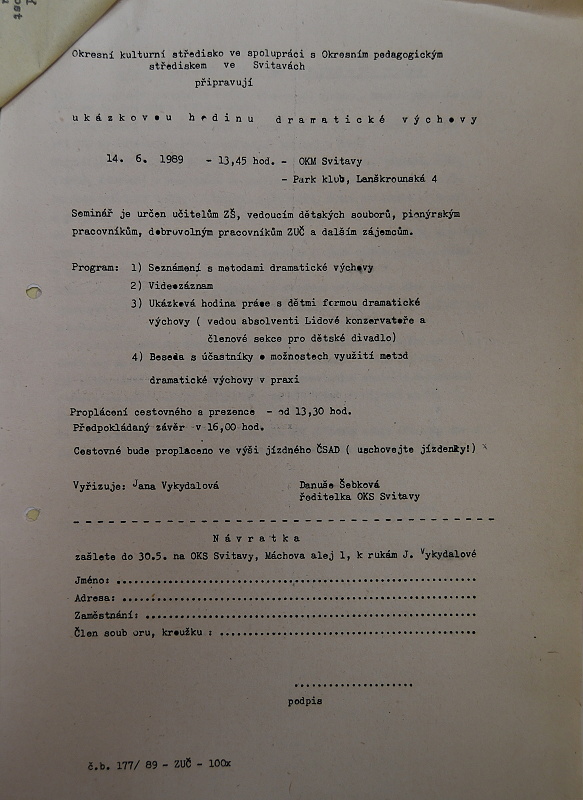 Okresní kulturní středisko ve spolupráci s Okresním pedagogickým
střediskem ve Svitavách
připravují
ukázkovou hodinu dramatické výchovy
14. 6. 1989 - 13,45 hod. - OKM Svitavy
- Park klub, Lanškrounská 4
Seminář je určen učitelům ZŠ, vedoucím dětských souborů, pionýrským
pracovníkům, dobrovolným pracovníkům ZUČ a dalším zájemcům.
Program: 1) Seznámení s metodami dramatické výchovy
2) Videozáznam
3) Ukázková hodina práce s dětmi formou dramatické
výchovy ( vedou absolventi Lidové konzervatoře a
členové sekce pro dětské divadlo)
4) Beseda s účastníky o možnostech využití metod
dramatické výchovy v praxi
Proplácení cestovného a prezence - od 13,30 hod.
Předpokládaný závěr v 16,00 hod.
Cestovné bude proplaceno ve výši jízdného ČSAD ( uschovejte jízdenky!)
Vyřizuje: Jana Vykydalová Danuše Šebková
ředitelka OKS Svitavy
Návratka
zašlete do 30.5. na OKS Svitavy, Máchova alej 1, k rukám J. Vykydalové
Jméno: ........................................................
Adresa: .......................................................
Zaměstnání: ...................................................
Člen souboru, kroužku : ........................................
..................
podpis
č.b. 177/ 89 - ZUČ - 100x